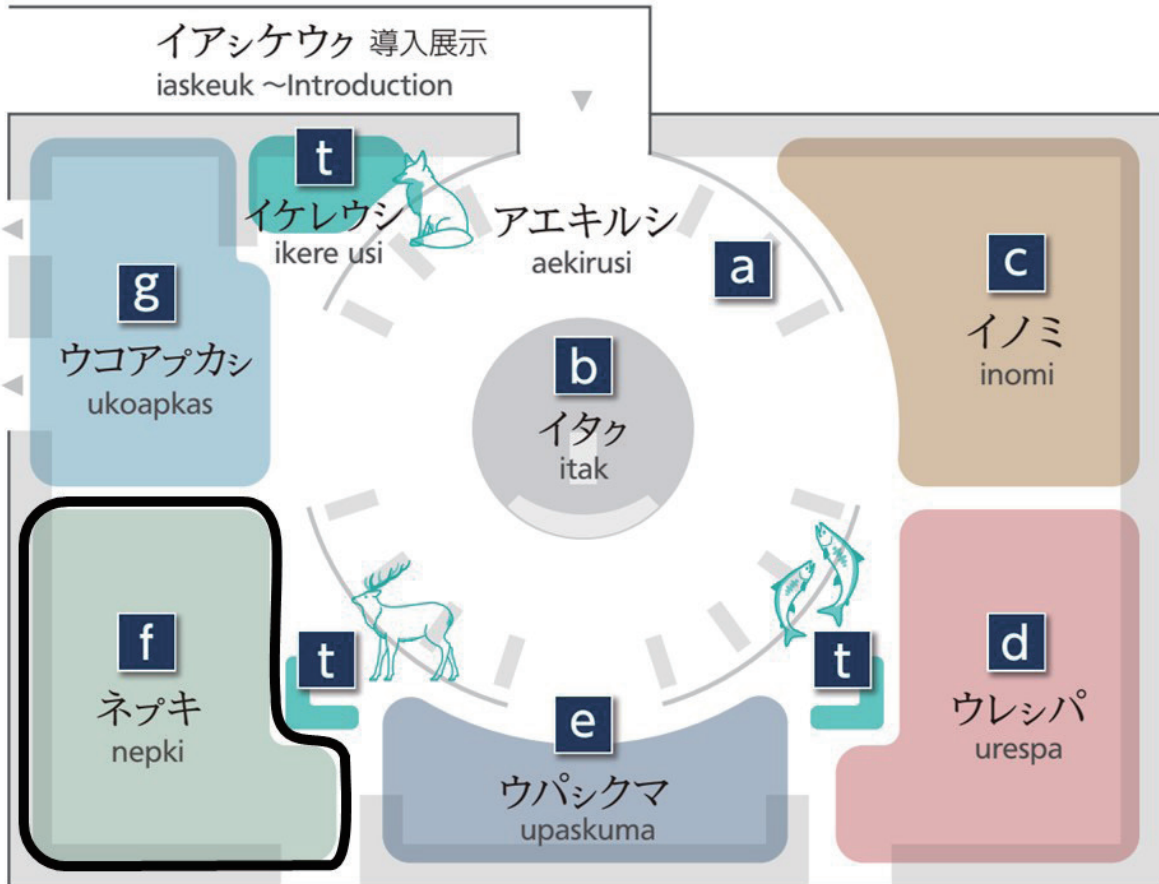 イアㇱケウㇰ 導入展示
iaskeuk ～Introduction
t
イケレウシ
ikere usi
アエキルシ
aekirusi
a
c
イノミ
inomi
g
ウコアㇷ゚カㇱ
ukoapkas
b
イタㇰ
itak
f
ネㇷ゚キ
nepki
t
t
d
ウレㇱパ
urespa
e
ウパㇱクマ
upaskuma